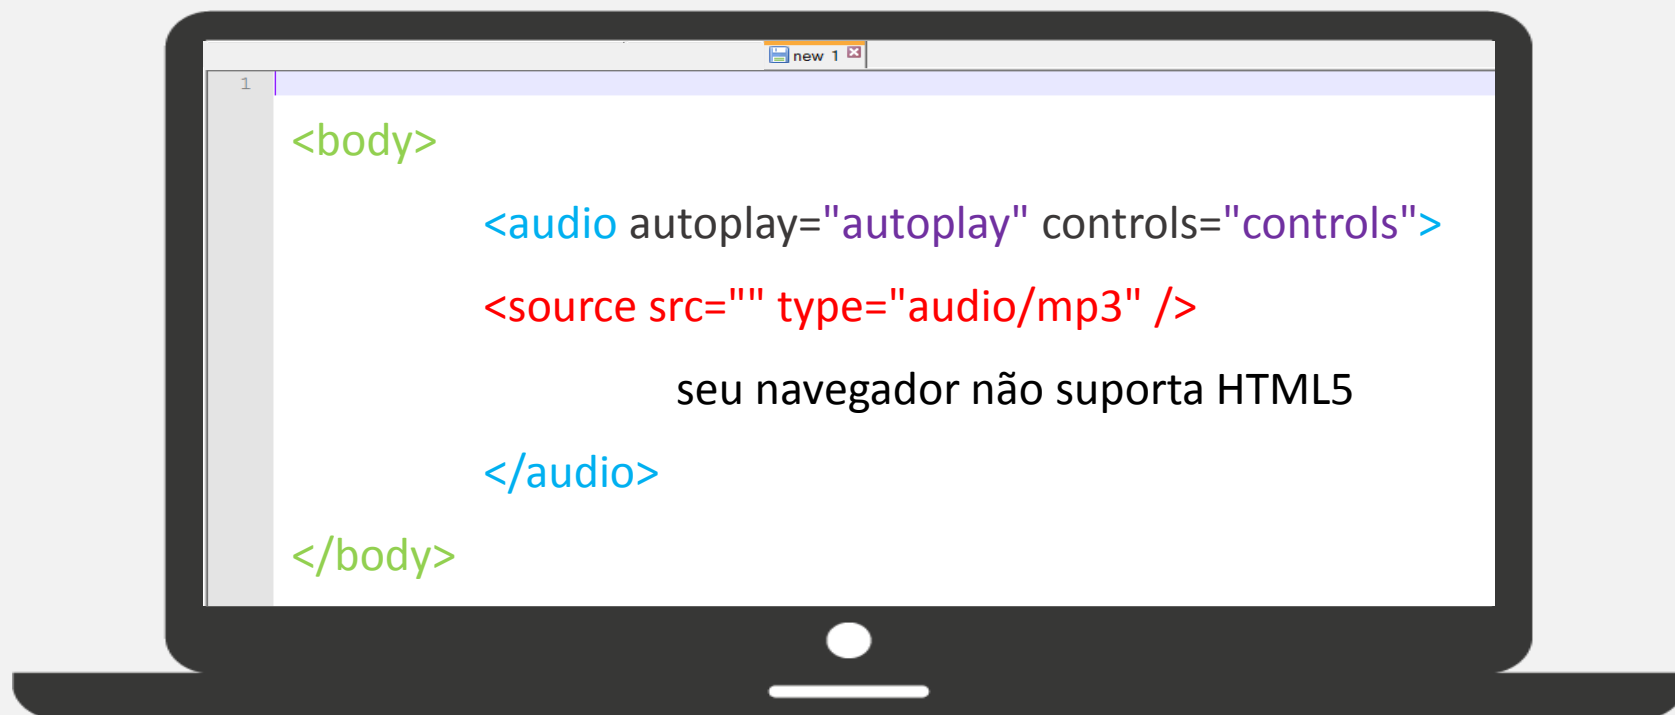 new 1
1
<body>
<audio autoplay="autoplay" controls="controls">
<source src="" type="audio/mp3" />
seu navegador não suporta HTML5
</audio>
</body>